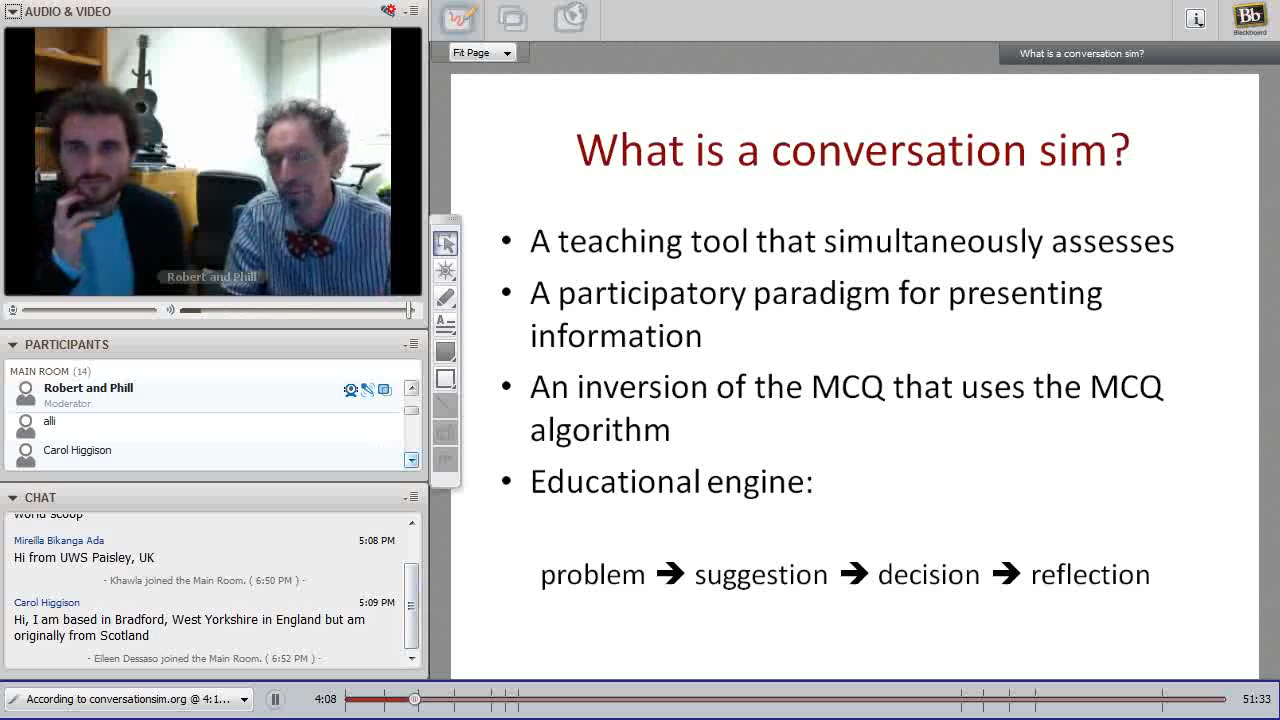 AUDIO & VIDEO
Robert and Phill
PARTICIPANTS
MAIN ROOM (14)
Robert and Phill
Moderator
alli
Carol Higgison
CHAT
world scoop
Mireilla Bikanga Ada 5:08 PM
Hi from UWS Paisley, UK
- Khawla joined the Main Room. ( 6:50 PM ) -
Carol Higgison 5:09 PM
Hi, I am based in Bradford, West Yorkshire in England but am
originally from Scotland
- Eileen Dessaso joined the Main Room. ( 6:52 PM ) -
Fit Page
What is a conversation sim?
i
Bb
Blackboard
What is a conversation sim?
• A teaching tool that simultaneously assesses
• A participatory paradigm for presenting
information
• An inversion of the MCQ that uses the MCQ
algorithm
• Educational engine:
problem ➔ suggestion ➔ decision ➔ reflection
According to conversationsim.org @ 4:1... 4:08 51:33